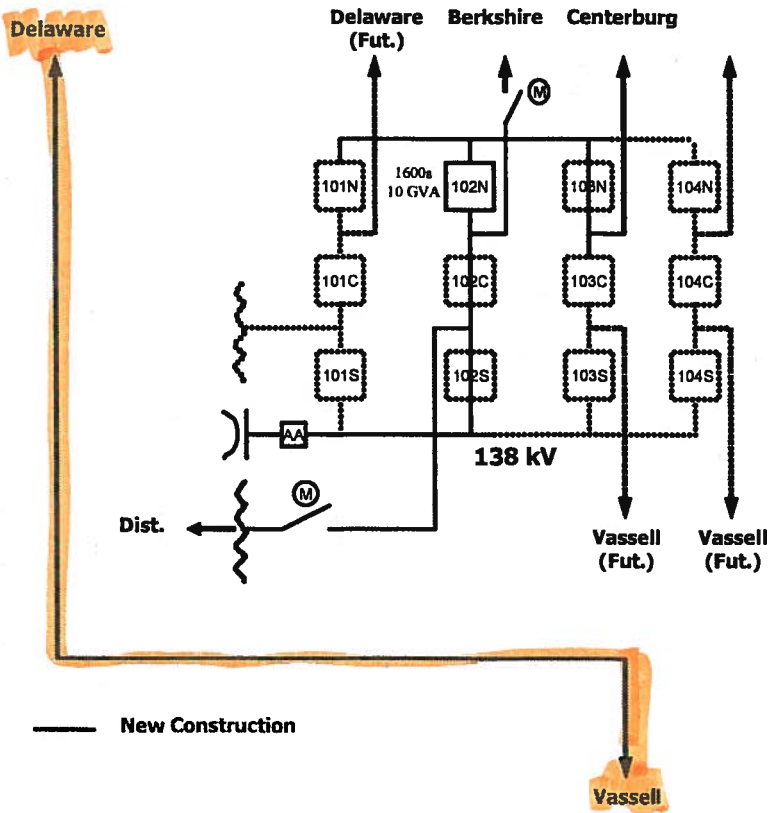 Delaware
Delaware
(Fut.)
Berkshire
Centerburg
M
101N
1600s
10 GVA
102N
103N
104N
101C
102C
103C
104C
101S
102S
103S
104S
AA
138 kV
M
Dist.
Vassell
(Fut.)
Vassell
(Fut.)
New Construction
Vassell